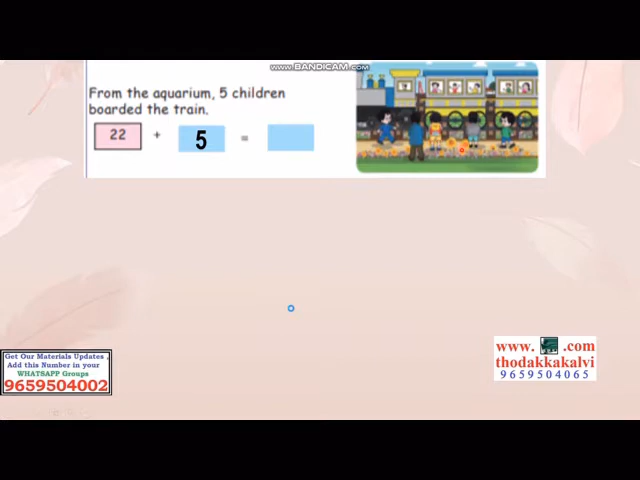 www.BANDICAM.com
From the aquarium, 5 children
boarded the train.
22 + 5 =
Get Our Materials Updates ,
Add this Number in your
WHATSAPP Groups
9659504002
www. .com
thodakkakalvi
9659504065